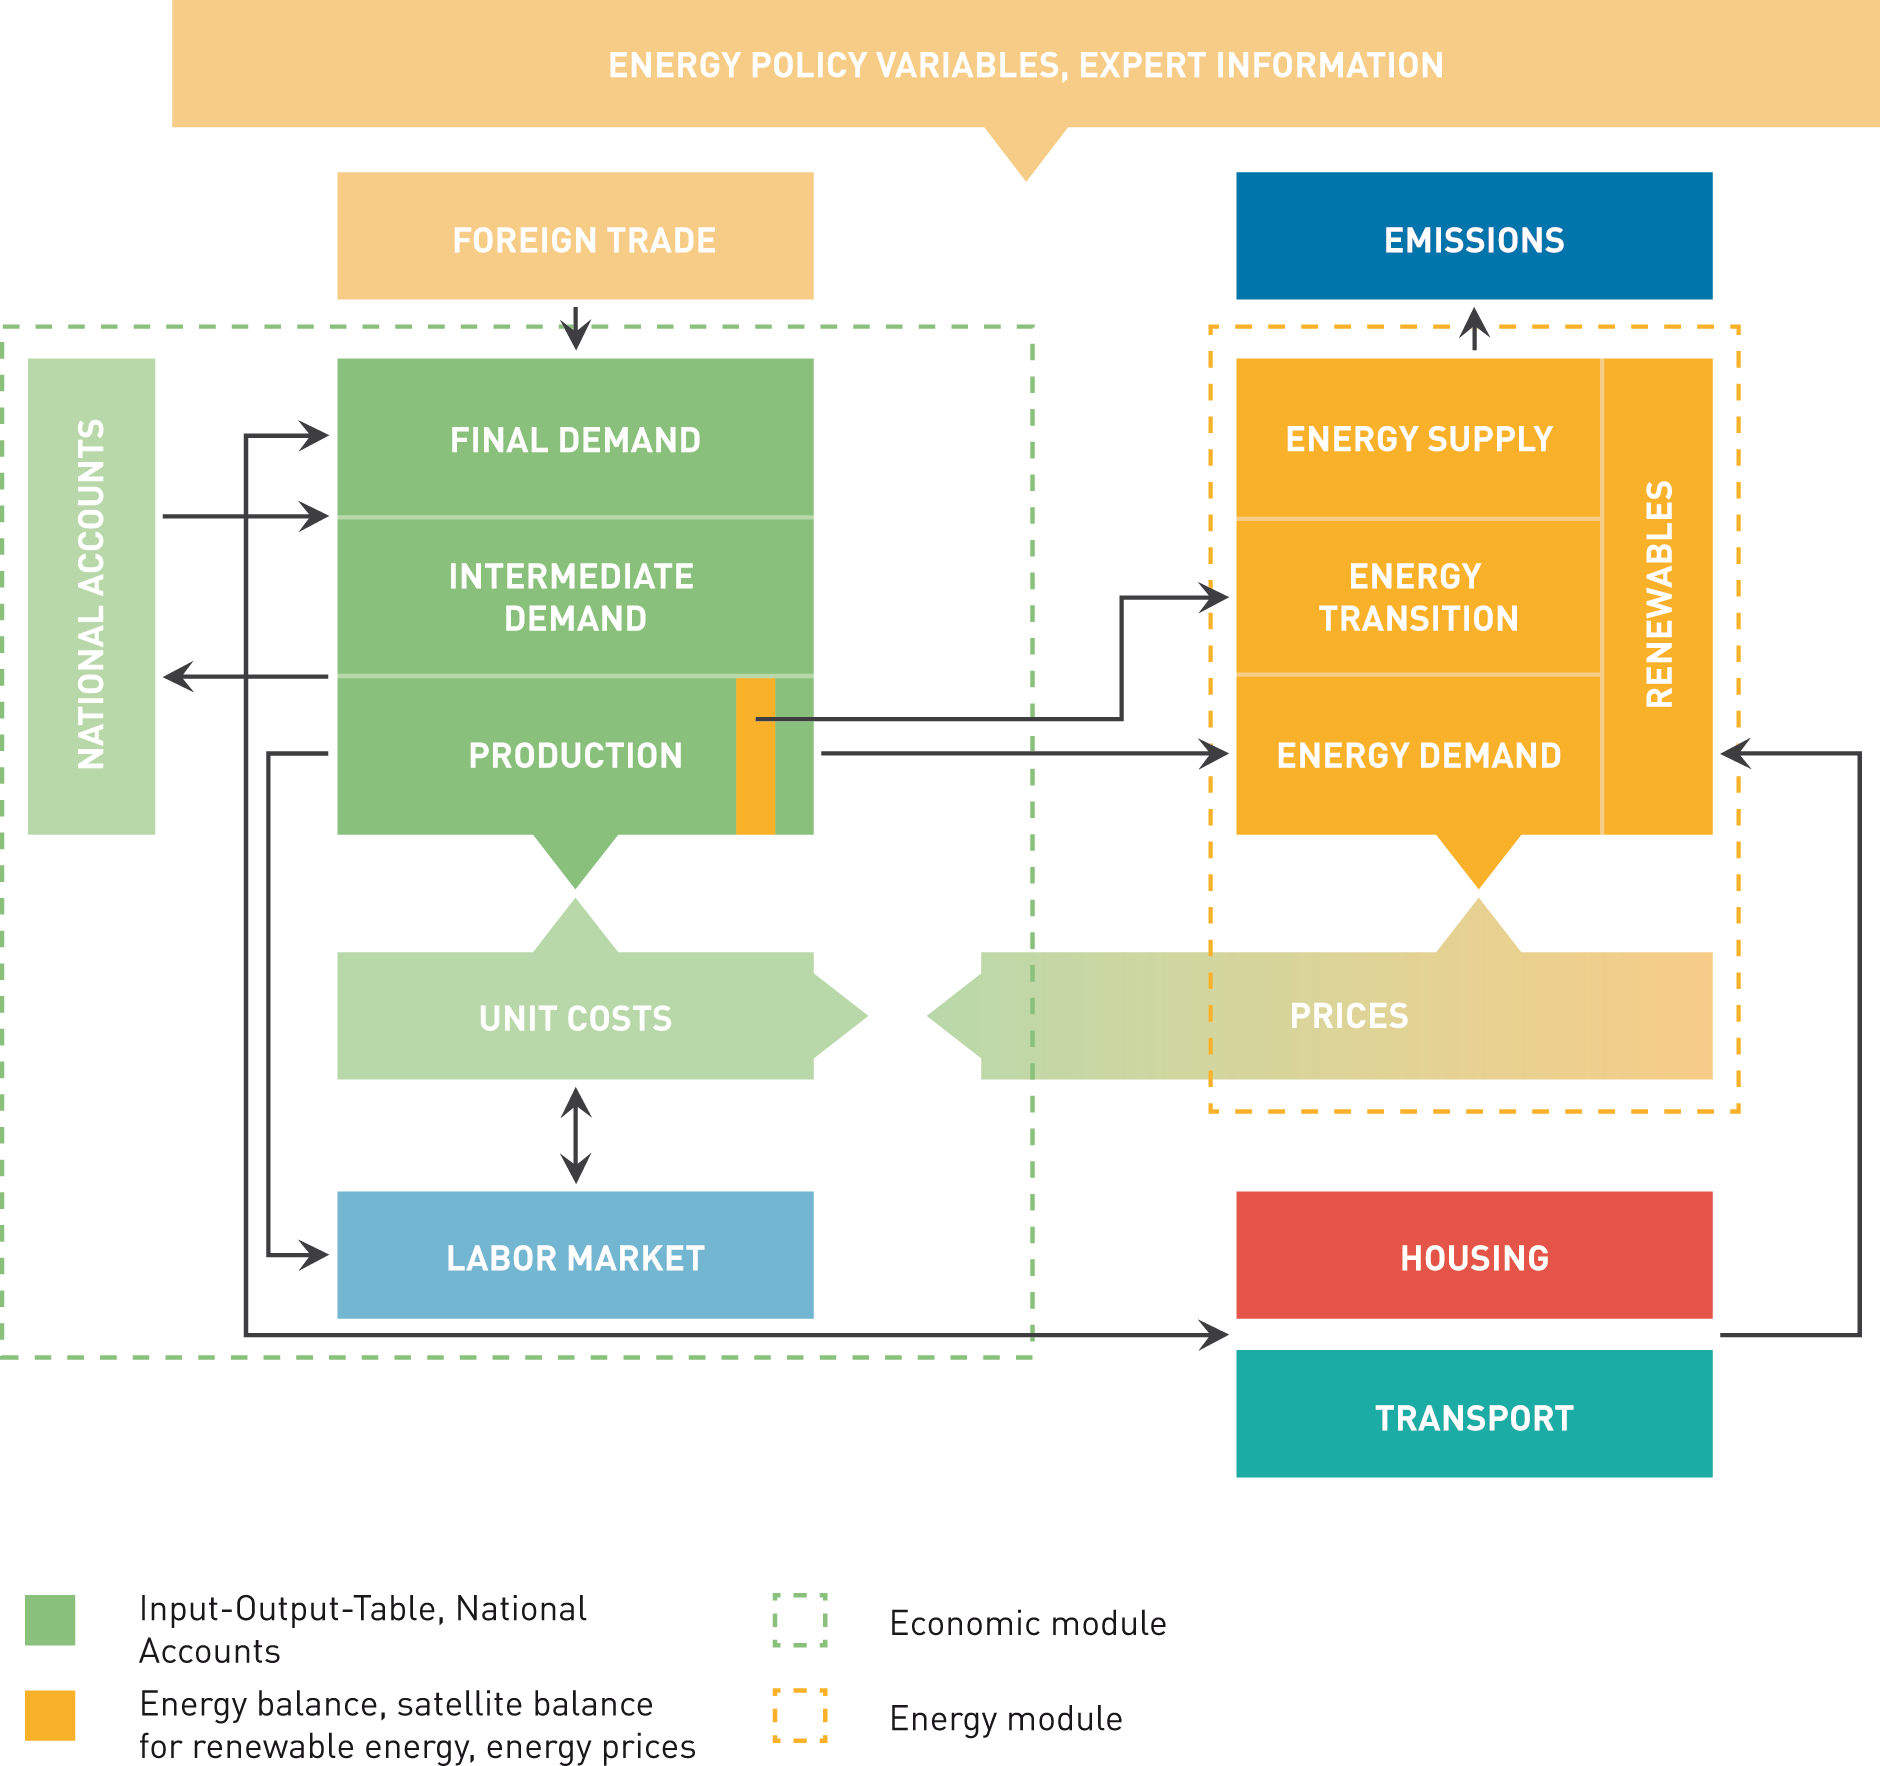 ENERGY POLICY VARIABLES, EXPERT INFORMATION
FOREIGN TRADE
EMISSIONS
NATIONAL ACCOUNTS
FINAL DEMAND
INTERMEDIATE
DEMAND
PRODUCTION
ENERGY SUPPLY
ENERGY
TRANSITION
ENERGY DEMAND
RENEWABLES
UNIT COSTS
PRICES
LABOR MARKET
HOUSING
TRANSPORT
Input-Output-Table, National
Accounts
Energy balance, satellite balance
for renewable energy, energy prices
Economic module
Energy module